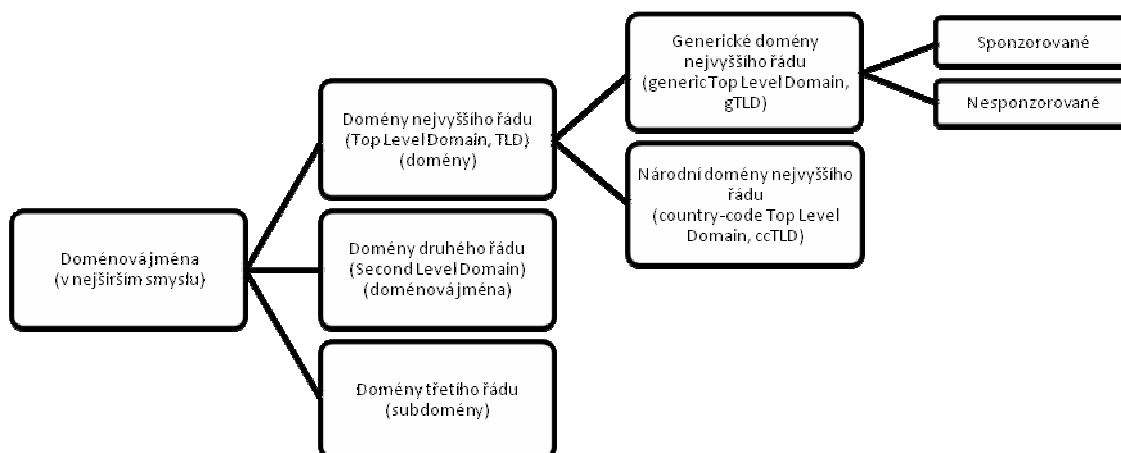 Doménová jména
(v nejširším smyslu)
Domény nejvyššího řádu
(Top Level Domain, TLD)
(domény)
Domény druhého řádu
(Second Level Domain)
(doménová jména)
Domény třetího řádu
(subdomény)
Generické domény
nejvyššího řádu
(generic Top Level Domain,
gTLD)
Národní domény nejvyššího
řádu
(country-code Top Level
Domain, ccTLD)
Sponzorované
Nesponzorované